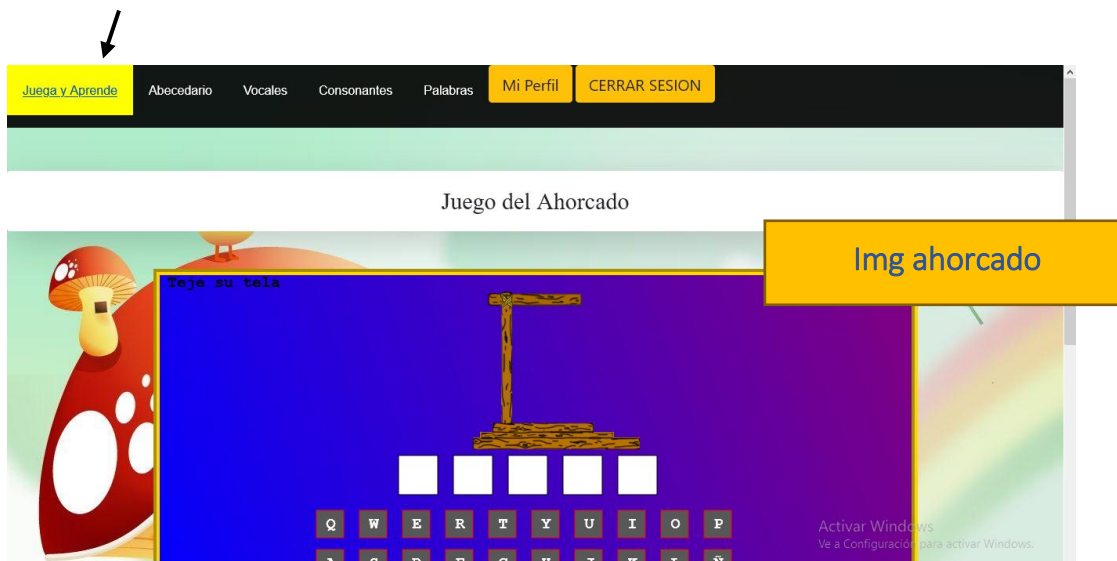 Juega y Aprende Abecedario Vocales Consonantes Palabras Mi Perfil CERRAR SESION
Juego del Ahorcado
Img ahorcado
Teje su tela
Q W E R T Y U I O P
A S D F G H J K L Ñ
Activar Windows
Ve a Configuración para activar Windows.